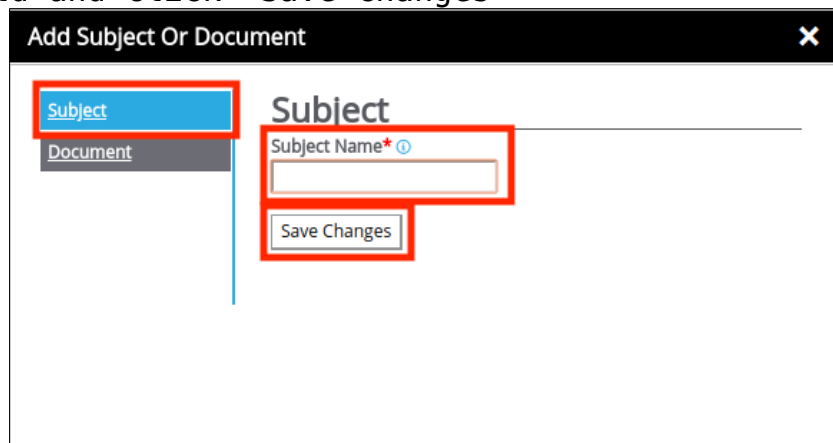 Add Subject Or Document
Subject
Document
Subject
Subject Name*
Save Changes